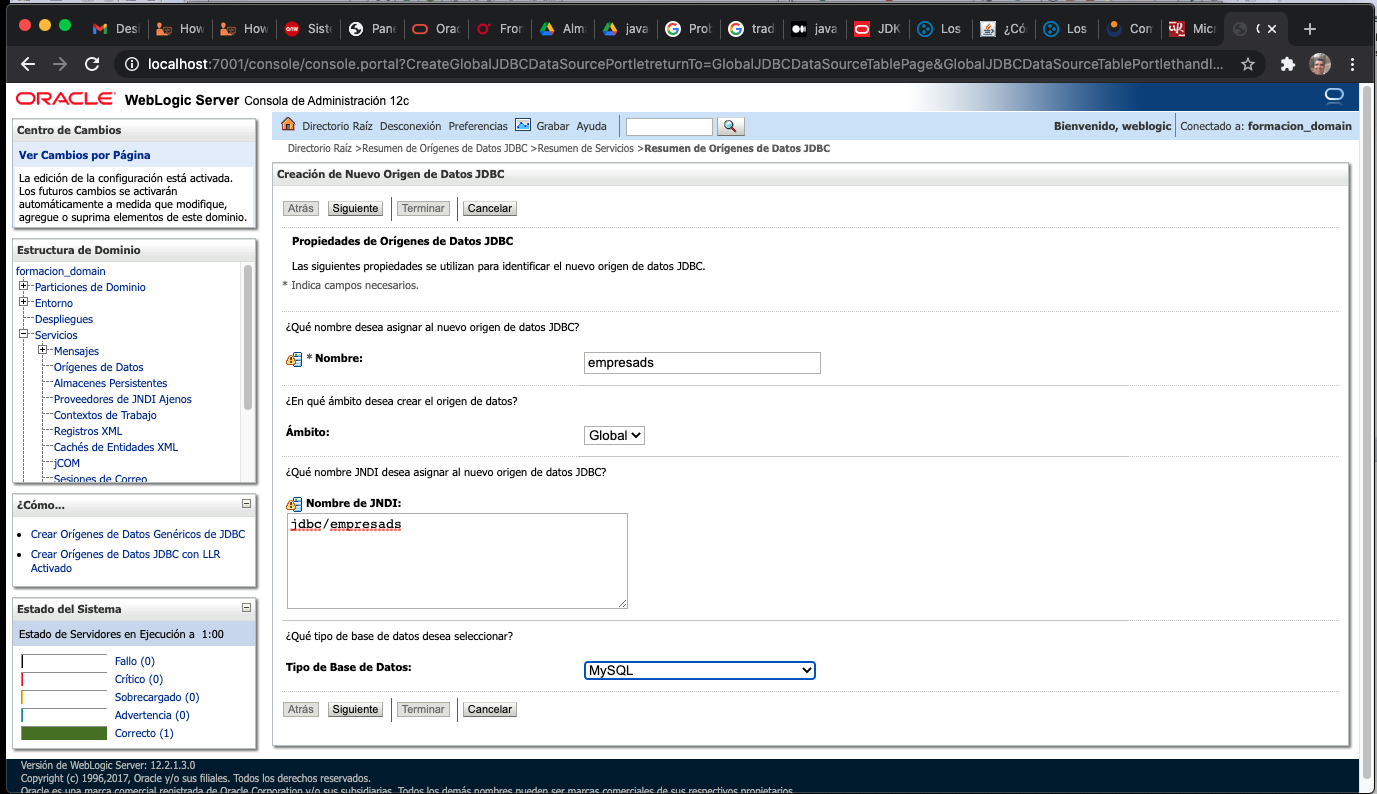 Desi
How
How
Siste
Pane
Orac
Fron
Alma
java
Prob
trad
java
JDK
Los
¿Có
Los
Com
Micr
localhost:7001/console/console.portal?CreateGlobalJDBCDataSourcePortletreturnTo=GlobalJDBCDataSourceTablePage&GlobalJDBCDataSourceTablePortlethandl...
ORACLE WebLogic Server Consola de Administración 12c
Centro de Cambios
Ver Cambios por Página
La edición de la configuración está activada.
Los futuros cambios se activarán
automáticamente a medida que modifique,
agregue o suprima elementos de este dominio.
Estructura de Dominio
formacion_domain
Particiones de Dominio
Entorno
Despliegues
Servicios
Mensajes
Orígenes de Datos
Almacenes Persistentes
Proveedores de JNDI Ajenos
Contextos de Trabajo
Registros XML
Cachés de Entidades XML
jCOM
Sesiones de Correo
¿Cómo...
Crear Orígenes de Datos Genéricos de JDBC
Crear Orígenes de Datos JDBC con LLR
Activado
Estado del Sistema
Estado de Servidores en Ejecución a 1:00
Fallo (0)
Crítico (0)
Sobrecargado (0)
Advertencia (0)
Correcto (1)
Directorio Raíz Desconexión Preferencias Grabar Ayuda
Bienvenido, weblogic Conectado a: formacion_domain
Directorio Raíz >Resumen de Orígenes de Datos JDBC >Resumen de Servicios >Resumen de Orígenes de Datos JDBC
Creación de Nuevo Origen de Datos JDBC
Atrás Siguiente Terminar Cancelar
Propiedades de Orígenes de Datos JDBC
Las siguientes propiedades se utilizan para identificar el nuevo origen de datos JDBC.
* Indica campos necesarios.
¿Qué nombre desea asignar al nuevo origen de datos JDBC?
* Nombre: empresads
¿En qué ámbito desea crear el origen de datos?
Ámbito: Global
¿Qué nombre JNDI desea asignar al nuevo origen de datos JDBC?
Nombre de JNDI:
jdbc/empresads
¿Qué tipo de base de datos desea seleccionar?
Tipo de Base de Datos: MySQL
Atrás Siguiente Terminar Cancelar
Versión de WebLogic Server: 12.2.1.3.0
Copyright (c) 1996,2017, Oracle y/o sus filiales. Todos los derechos reservados.
Oracle es una marca comercial registrada de Oracle Corporation y/o sus subsidiarias. Todos los demás nombres pueden ser marcas comerciales de sus respectivos propietarios.